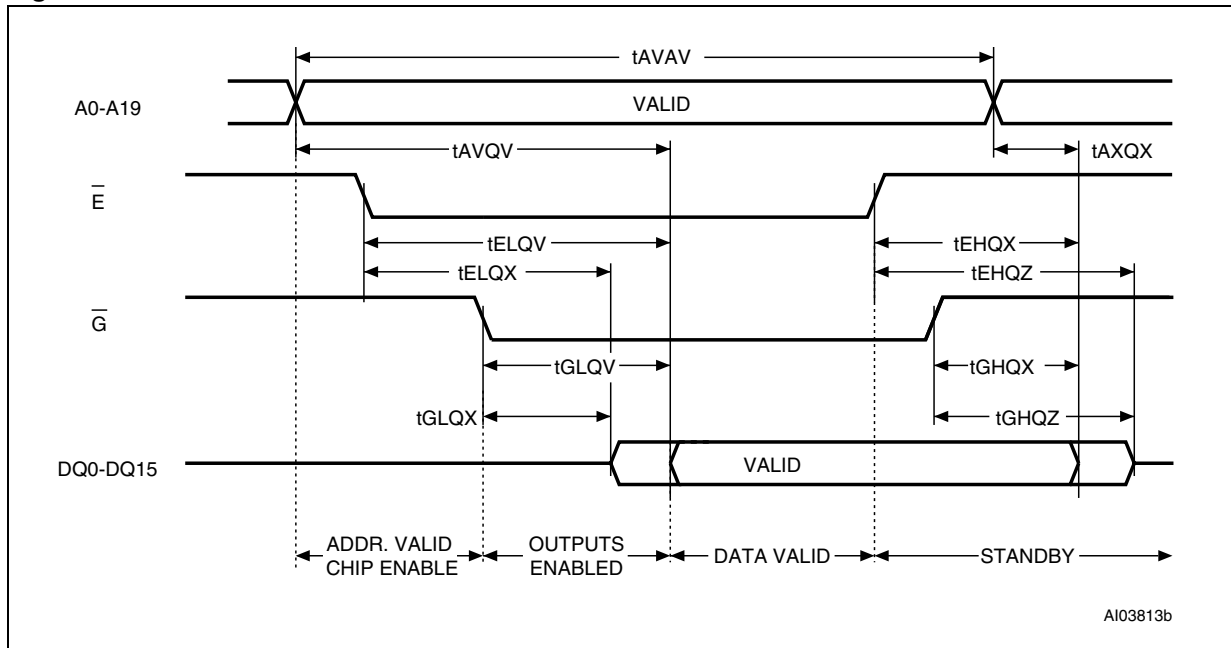 tAVAV
A0-A19
VALID
tAVQV
tAXQX
E
tELQV
tEHQX
tELQX
tEHQZ
G
tGLQV
tGHQX
tGLQX
tGHQZ
DQ0-DQ15
VALID
ADDR. VALID
CHIP ENABLE
OUTPUTS
ENABLED
DATA VALID
STANDBY
AI03813b